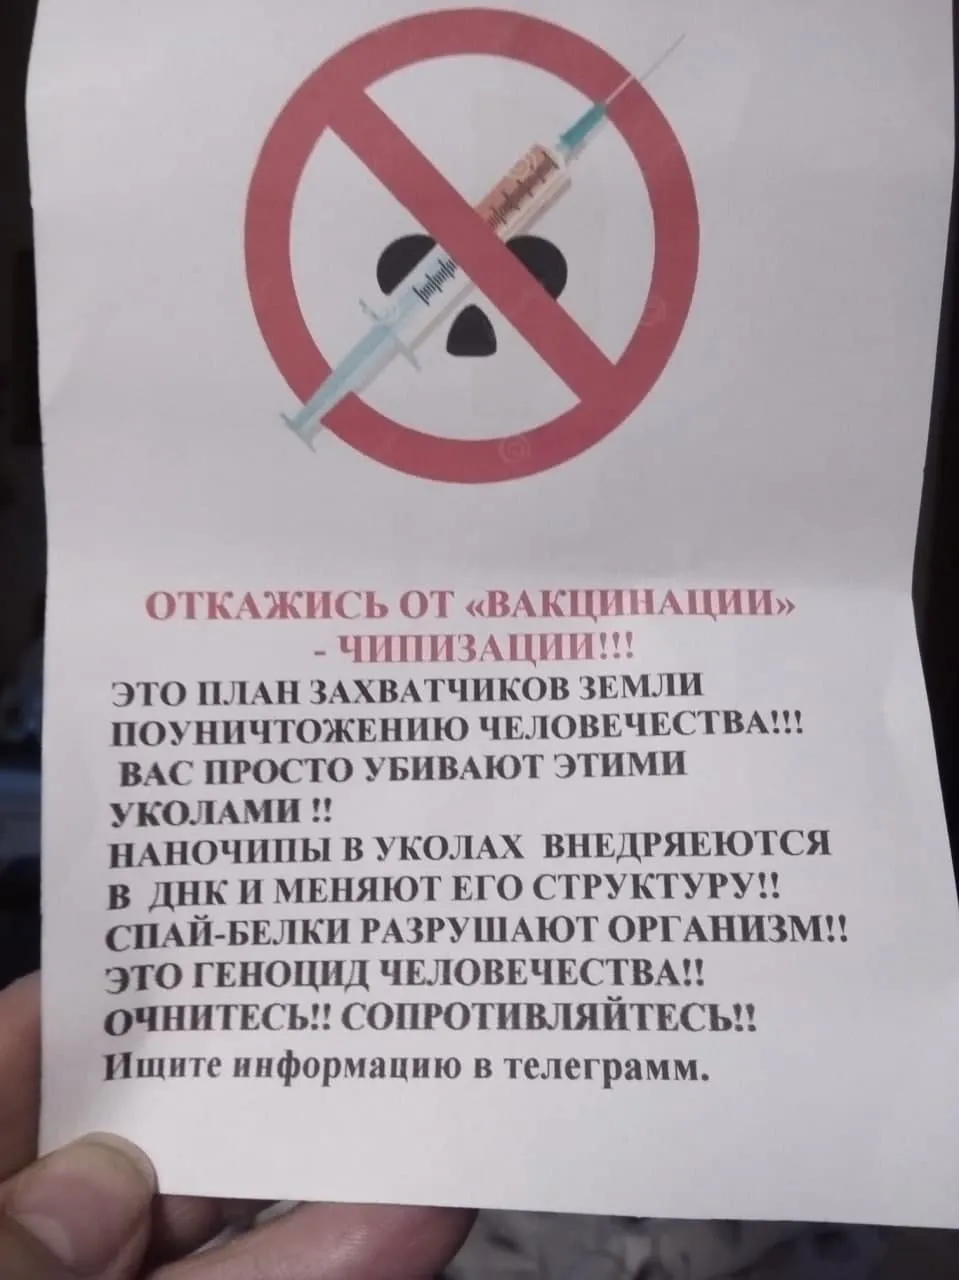 ОТКАЖИСЬ ОТ «ВАКЦИНАЦИИ»
- ЧИПИЗАЦИИ!!!
ЭТО ПЛАН ЗАХВАТЧИКОВ ЗЕМЛИ
ПОУНИЧТОЖЕНИЮ ЧЕЛОВЕЧЕСТВА!!!
ВАС ПРОСТО УБИВАЮТ ЭТИМИ
УКОЛАМИ !!
НАНОЧИПЫ В УКОЛАХ ВНЕДРЯЕЮТСЯ
В ДНК И МЕНЯЮТ ЕГО СТРУКТУРУ!!
СПАЙ-БЕЛКИ РАЗРУШАЮТ ОРГАНИЗМ!!
ЭТО ГЕНОЦИД ЧЕЛОВЕЧЕСТВА!!
ОЧНИТЕСЬ!! СОПРОТИВЛЯЙТЕСЬ!!
Ищите информацию в телеграмм.